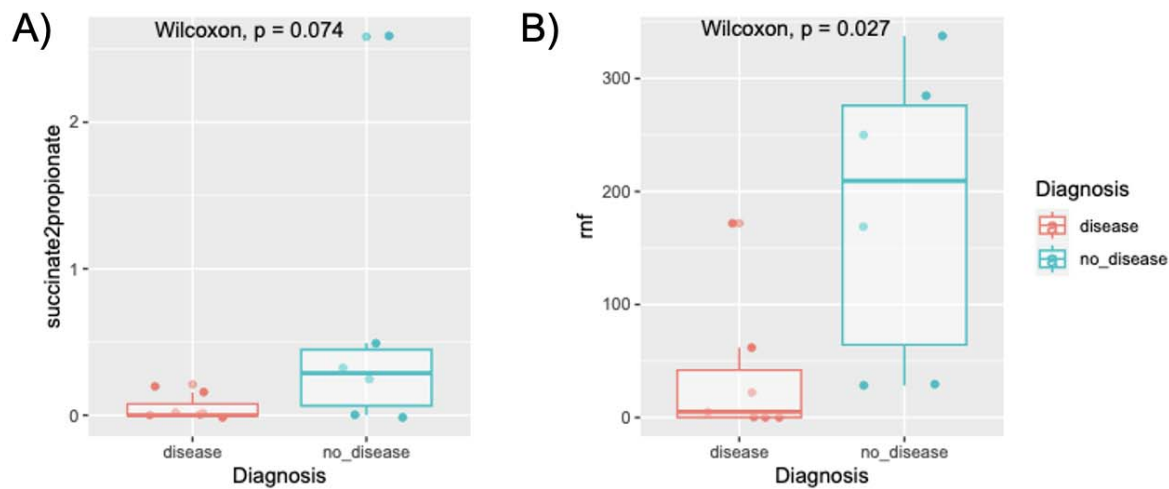 A)
Wilcoxon, p = 0.074
succinate2propionate
2
1
0
disease
no_disease
Diagnosis
B)
Wilcoxon, p = 0.027
rnf
300
200
100
0
disease
no_disease
Diagnosis
Diagnosis
disease
no_disease